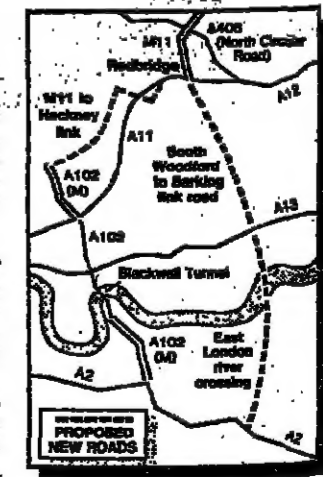 M11
A406
(North Circular
Road)
Redbridge
A12
M11 to
Hackney
link
A11
South
Woodford
to Barking
link road
A102
(M)
A13
A102
Blackwall Tunnel
A102
(M)
East
London
river
crossing
A2
A2
PROPOSED
NEW ROADS